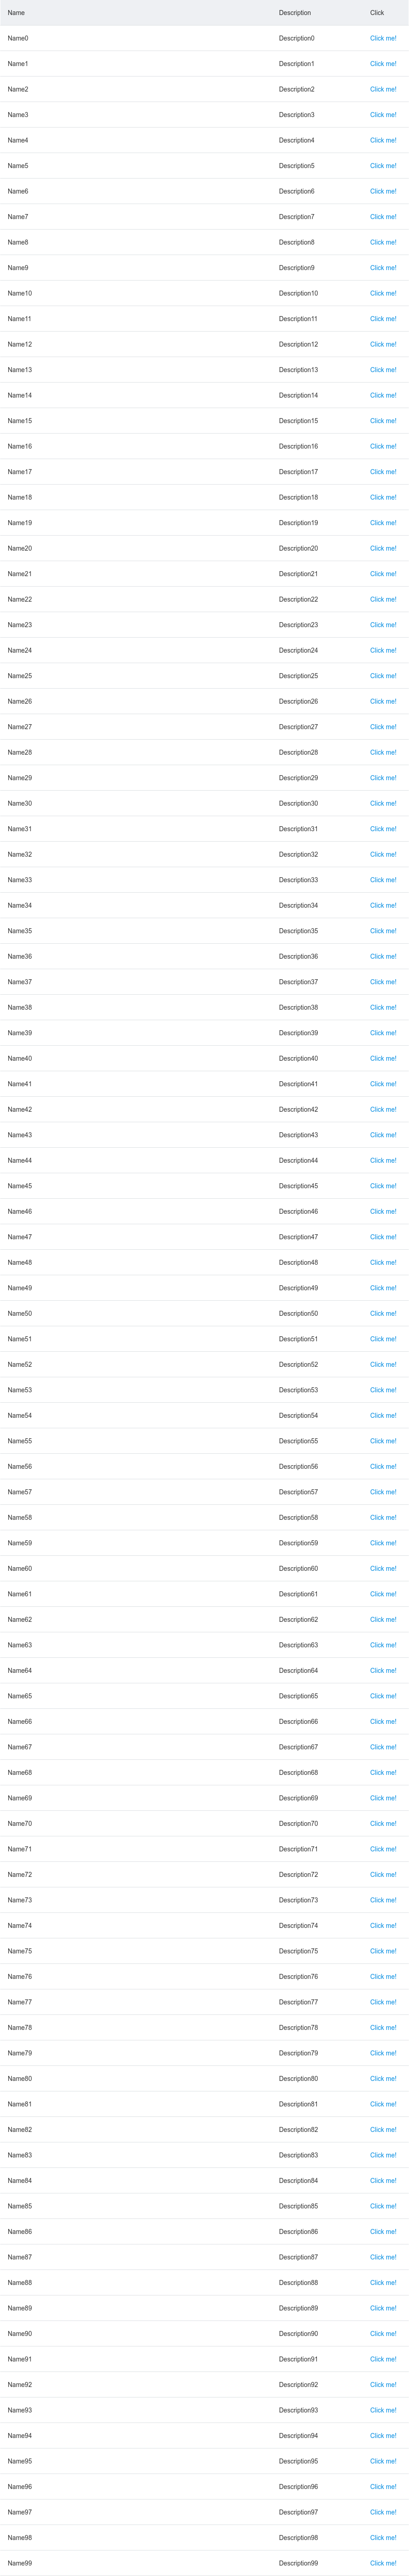 Name Description Click
Name0 Description0 Click me!
Name1 Description1 Click me!
Name2 Description2 Click me!
Name3 Description3 Click me!
Name4 Description4 Click me!
Name5 Description5 Click me!
Name6 Description6 Click me!
Name7 Description7 Click me!
Name8 Description8 Click me!
Name9 Description9 Click me!
Name10 Description10 Click me!
Name11 Description11 Click me!
Name12 Description12 Click me!
Name13 Description13 Click me!
Name14 Description14 Click me!
Name15 Description15 Click me!
Name16 Description16 Click me!
Name17 Description17 Click me!
Name18 Description18 Click me!
Name19 Description19 Click me!
Name20 Description20 Click me!
Name21 Description21 Click me!
Name22 Description22 Click me!
Name23 Description23 Click me!
Name24 Description24 Click me!
Name25 Description25 Click me!
Name26 Description26 Click me!
Name27 Description27 Click me!
Name28 Description28 Click me!
Name29 Description29 Click me!
Name30 Description30 Click me!
Name31 Description31 Click me!
Name32 Description32 Click me!
Name33 Description33 Click me!
Name34 Description34 Click me!
Name35 Description35 Click me!
Name36 Description36 Click me!
Name37 Description37 Click me!
Name38 Description38 Click me!
Name39 Description39 Click me!
Name40 Description40 Click me!
Name41 Description41 Click me!
Name42 Description42 Click me!
Name43 Description43 Click me!
Name44 Description44 Click me!
Name45 Description45 Click me!
Name46 Description46 Click me!
Name47 Description47 Click me!
Name48 Description48 Click me!
Name49 Description49 Click me!
Name50 Description50 Click me!
Name51 Description51 Click me!
Name52 Description52 Click me!
Name53 Description53 Click me!
Name54 Description54 Click me!
Name55 Description55 Click me!
Name56 Description56 Click me!
Name57 Description57 Click me!
Name58 Description58 Click me!
Name59 Description59 Click me!
Name60 Description60 Click me!
Name61 Description61 Click me!
Name62 Description62 Click me!
Name63 Description63 Click me!
Name64 Description64 Click me!
Name65 Description65 Click me!
Name66 Description66 Click me!
Name67 Description67 Click me!
Name68 Description68 Click me!
Name69 Description69 Click me!
Name70 Description70 Click me!
Name71 Description71 Click me!
Name72 Description72 Click me!
Name73 Description73 Click me!
Name74 Description74 Click me!
Name75 Description75 Click me!
Name76 Description76 Click me!
Name77 Description77 Click me!
Name78 Description78 Click me!
Name79 Description79 Click me!
Name80 Description80 Click me!
Name81 Description81 Click me!
Name82 Description82 Click me!
Name83 Description83 Click me!
Name84 Description84 Click me!
Name85 Description85 Click me!
Name86 Description86 Click me!
Name87 Description87 Click me!
Name88 Description88 Click me!
Name89 Description89 Click me!
Name90 Description90 Click me!
Name91 Description91 Click me!
Name92 Description92 Click me!
Name93 Description93 Click me!
Name94 Description94 Click me!
Name95 Description95 Click me!
Name96 Description96 Click me!
Name97 Description97 Click me!
Name98 Description98 Click me!
Name99 Description99 Click me!